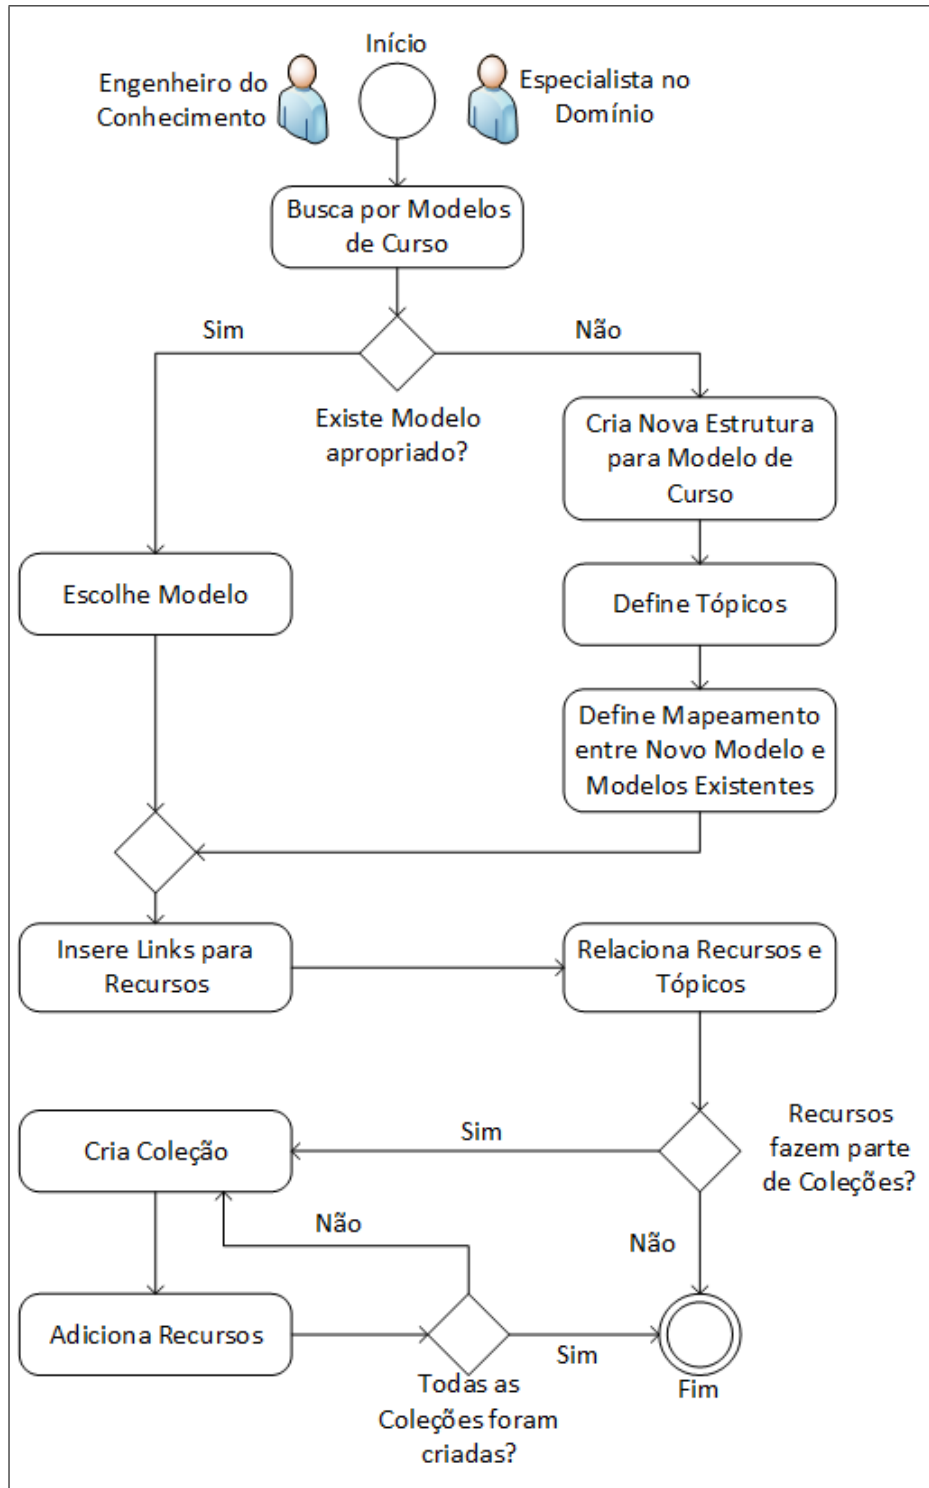 Início
Engenheiro do
Conhecimento
Especialista no
Domínio
Busca por Modelos
de Curso
Sim
Não
Existe Modelo
apropriado?
Cria Nova Estrutura
para Modelo de
Curso
Escolhe Modelo
Define Tópicos
Define Mapeamento
entre Novo Modelo e
Modelos Existentes
Insere Links para
Recursos
Relaciona Recursos e
Tópicos
Recursos
fazem parte
de Coleções?
Sim
Cria Coleção
Não
Não
Adiciona Recursos
Sim
Todas as
Coleções foram
criadas?
Fim